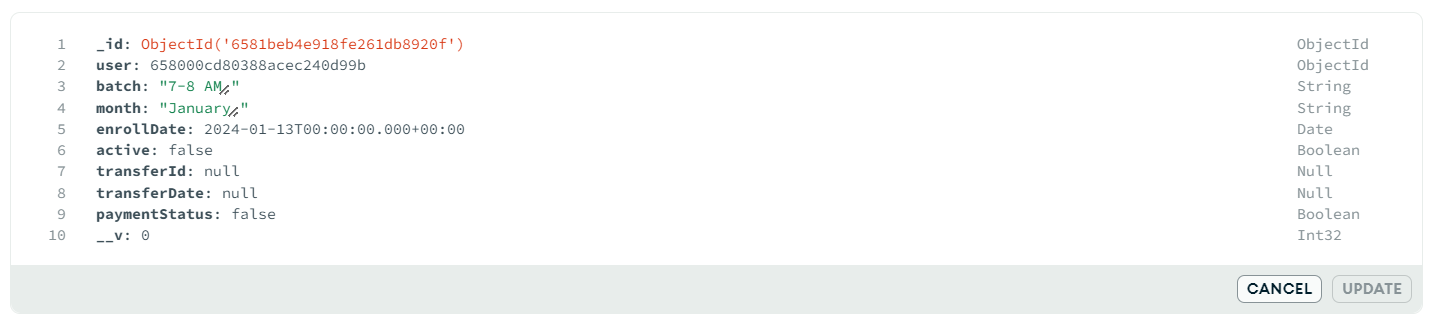 1 _id: ObjectId('6581beb4e918fe261db8920f') ObjectId
2 user: 658000cd80388acec240d99b ObjectId
3 batch: "7-8 AM" String
4 month: "January" String
5 enrollDate: 2024-01-13T00:00:00.000+00:00 Date
6 active: false Boolean
7 transferId: null Null
8 transferDate: null Null
9 paymentStatus: false Boolean
10 __v: 0 Int32
CANCEL UPDATE